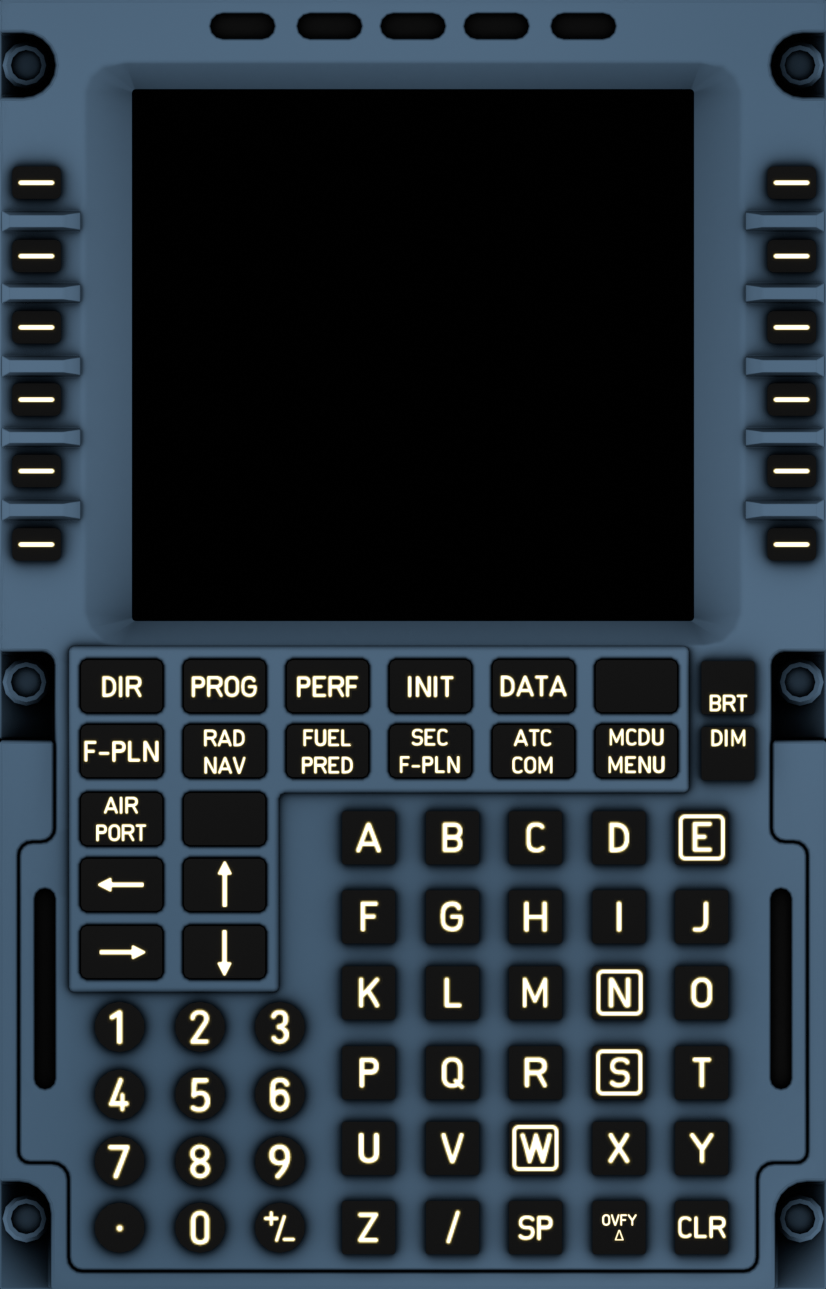 DIR PROG PERF INIT DATA
BRT
F-PLN RAD NAV FUEL PRED SEC F-PLN ATC COM MCDU MENU DIM
AIR PORT
A B C D E
← ↑
F G H I J
→ ↓
K L M N O
1 2 3
P Q R S T
4 5 6
U V W X Y
7 8 9
Z / SP OVFY Δ CLR
· 0 +/-